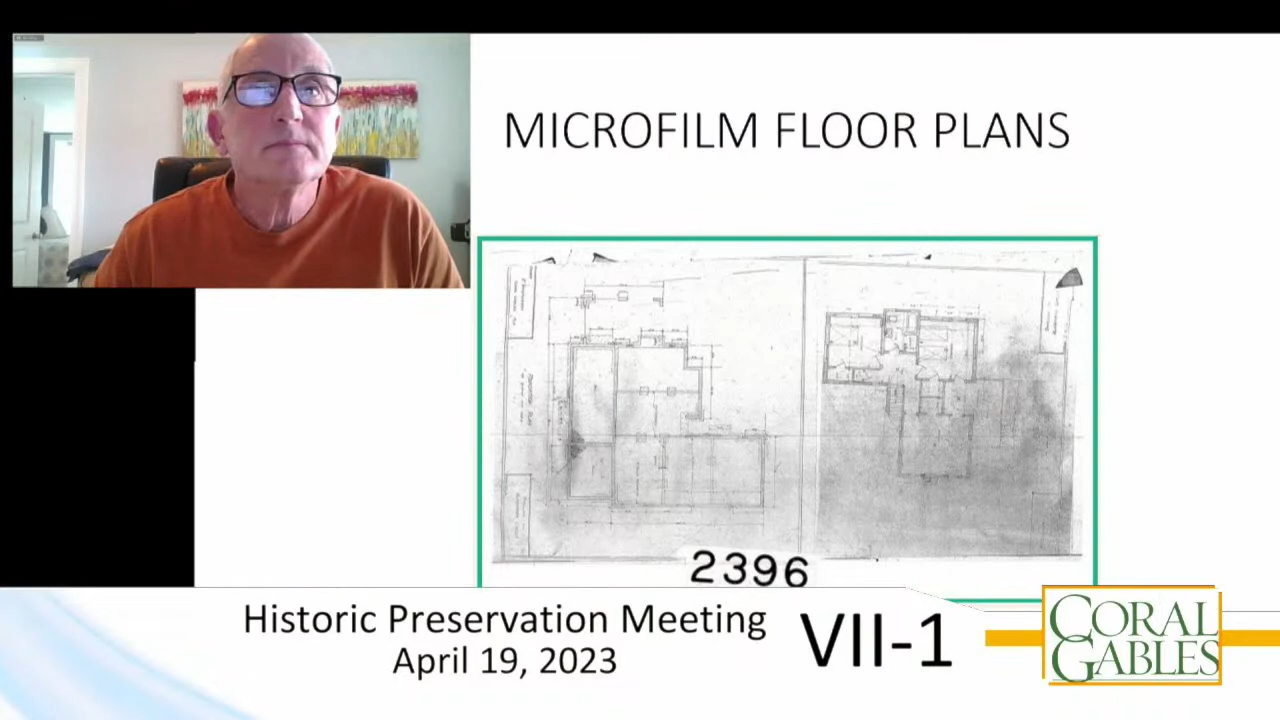 MICROFILM FLOOR PLANS
2396
Historic Preservation Meeting
April 19, 2023
VII-1
CORAL
GABLES